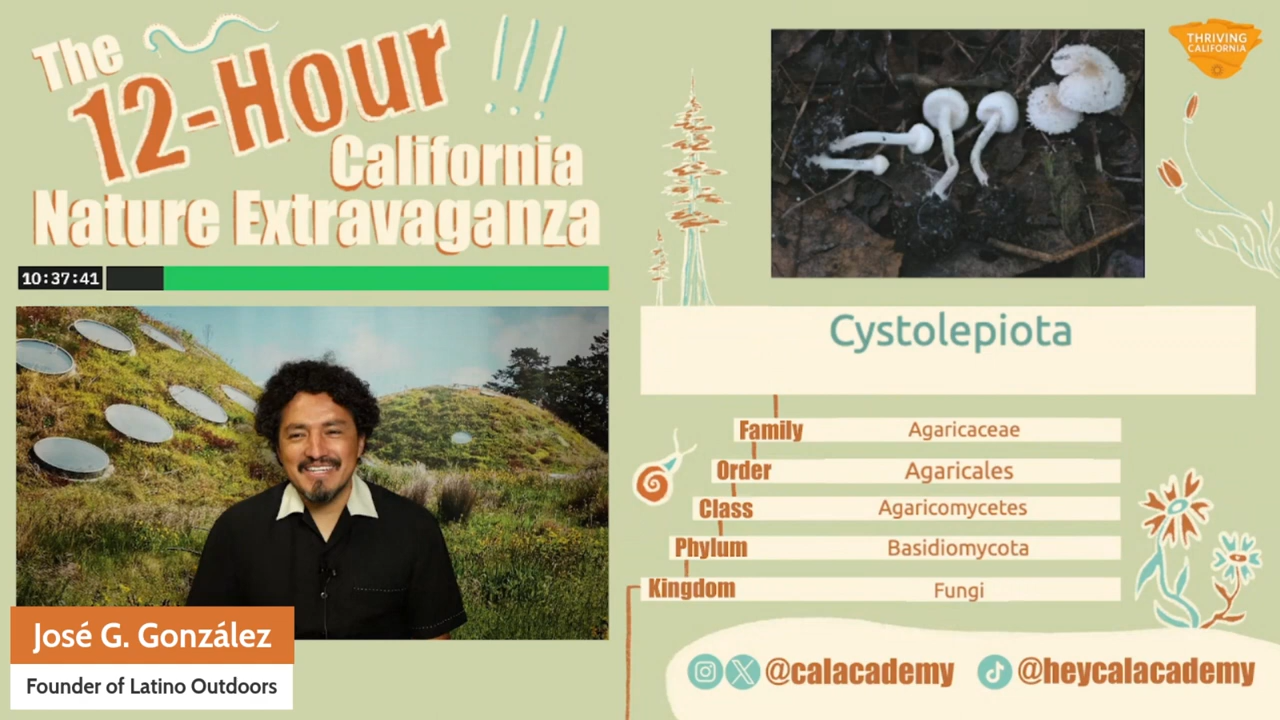 The
12-Hour
!!!
California
Nature Extravaganza
THRIVING
CALIFORNIA
10:37:41
José G. González
Founder of Latino Outdoors
Cystolepiota
Family Agaricaceae
Order Agaricales
Class Agaricomycetes
Phylum Basidiomycota
Kingdom Fungi
@calacademy @heycalacademy